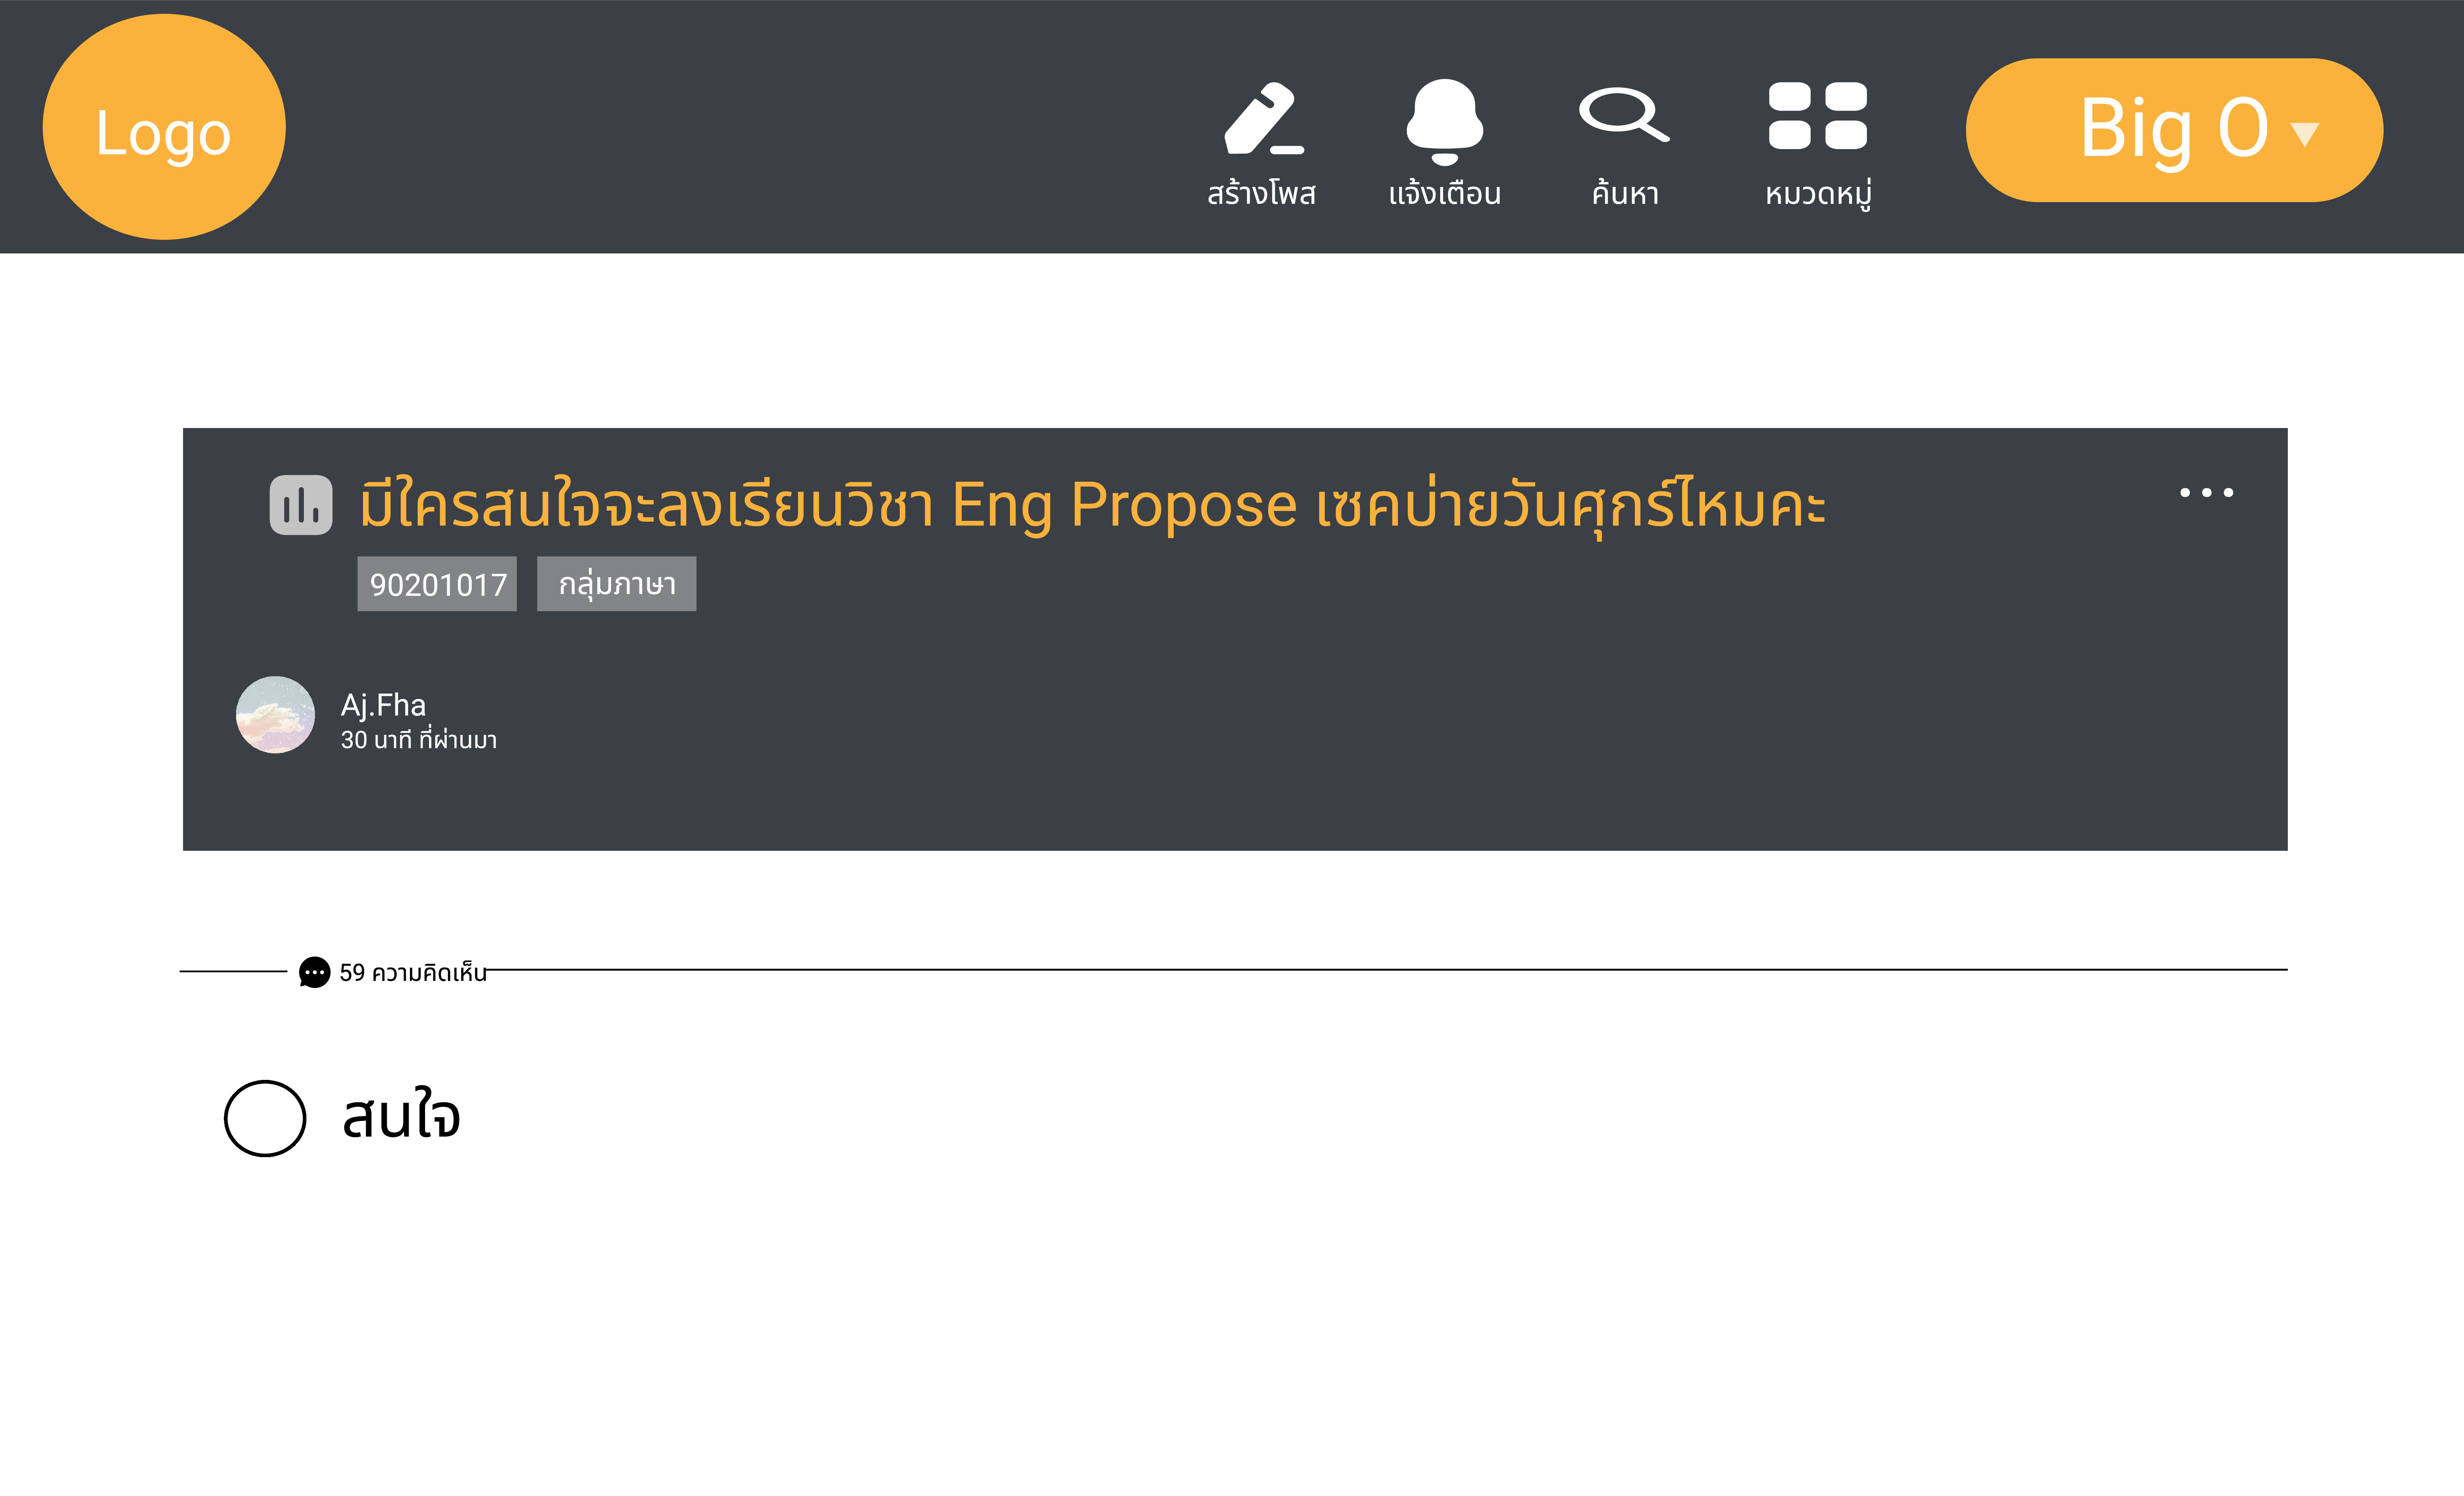 Logo
สร้างโพส
แจ้งเตือน
ค้นหา
หมวดหมู่
Big O
มีใครสนใจจะลงเรียนวิชา Eng Propose เซคบ่ายวันศุกร์ไหมคะ
90201017
กลุ่มภาษา
Aj.Fha
30 นาที ที่ผ่านมา
59 ความคิดเห็น
สนใจ